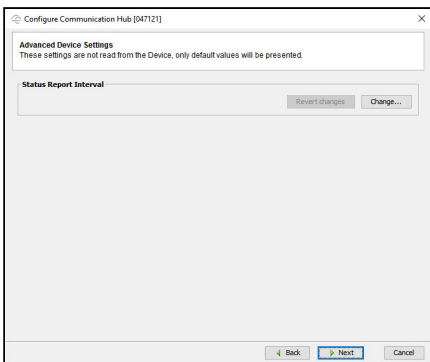 Configure Communication Hub [047121]
Advanced Device Settings
These settings are not read from the Device, only default values will be presented.
Status Report Interval
Revert changes
Change...
Back
Next
Cancel